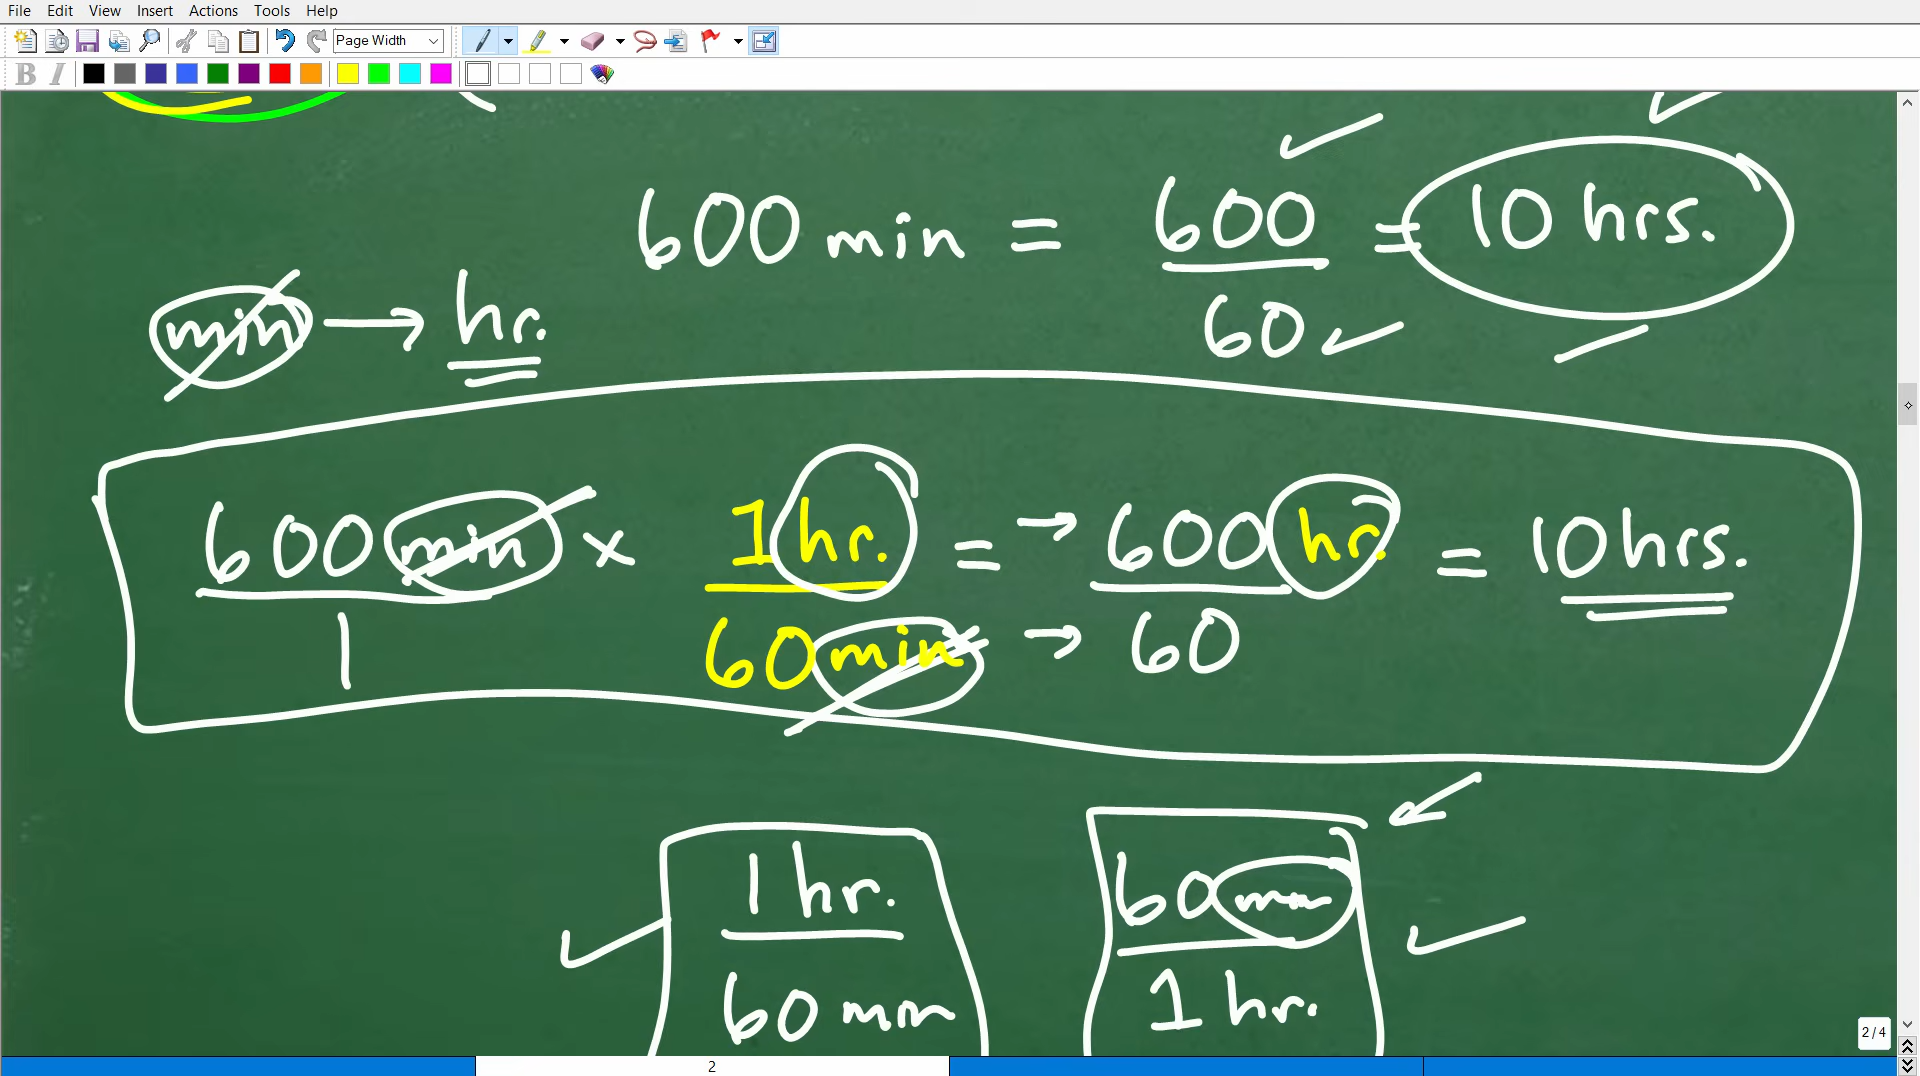 File Edit View Insert Actions Tools Help
Page Width
B I
600 min = 600/60 = 10 hrs.
min → hr.
600 min/1 × 1 hr./60 min = → 600 hr./→ 60 = 10 hrs.
1 hr./60 min
60 min/1 hr.
2 / 4
2